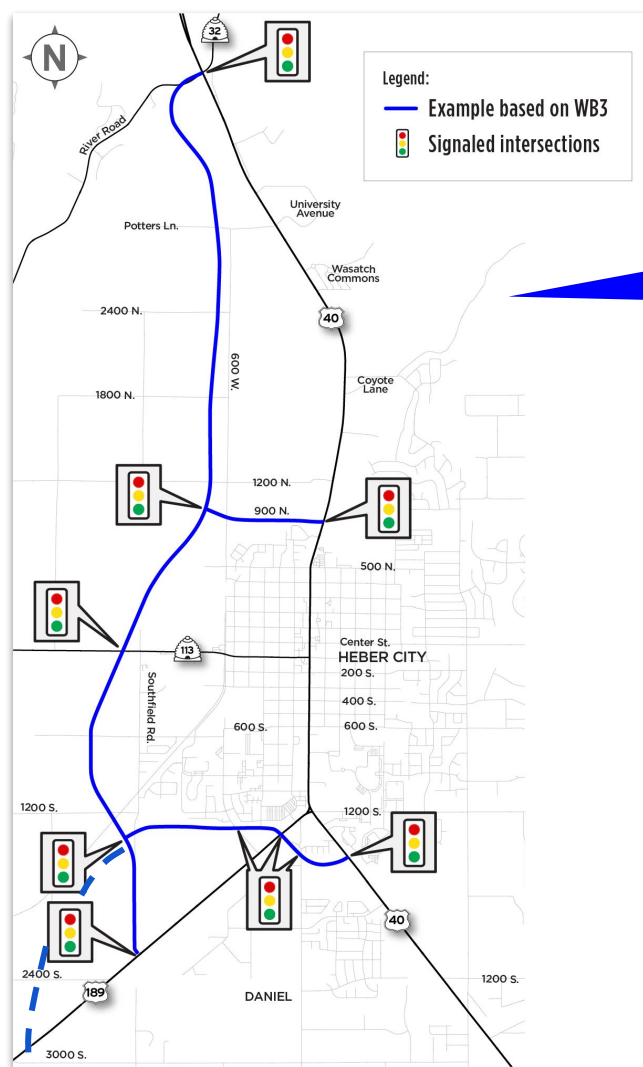 N
32
Legend:
Example based on WB3
Signaled intersections
River Road
University
Avenue
Potters Ln.
Wasatch
Commons
2400 N.
40
600 W.
Coyote
Lane
1800 N.
1200 N.
900 N.
500 N.
113
Center St.
HEBER CITY
200 S.
Southfield Rd.
400 S.
600 S.
600 S.
1200 S.
1200 S.
40
2400 S.
189
1200 S.
DANIEL
3000 S.